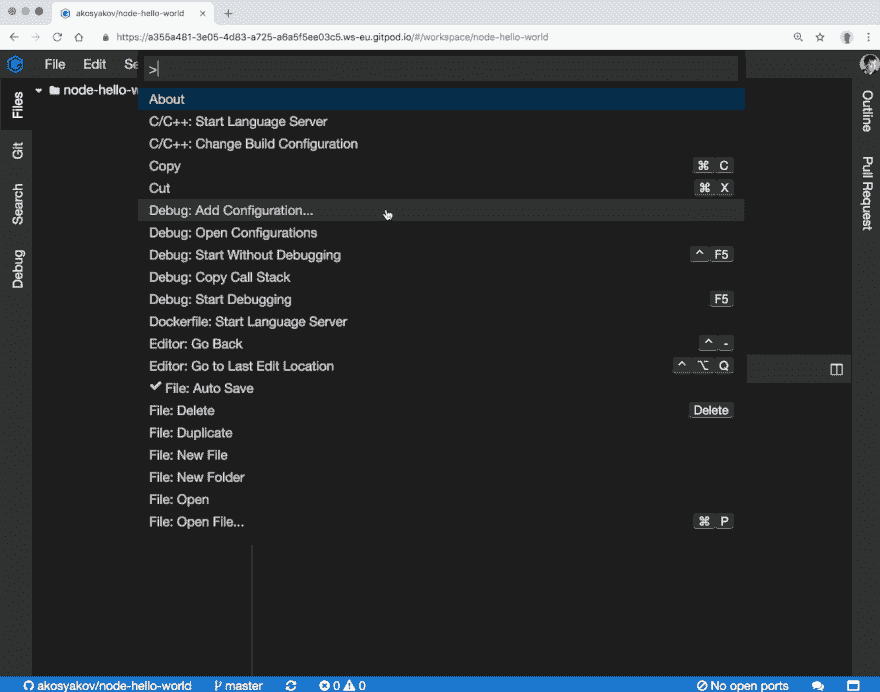 akosyakov/node-hello-world
https://a355a481-3e05-4d83-a725-a6a5f5ee03c5.ws-eu.gitpod.io/#/workspace/node-hello-world
File Edit Se
>
Files
Git
Search
Debug
node-hello-w
About
C/C++: Start Language Server
C/C++: Change Build Configuration
Copy ⌘ C
Cut ⌘ X
Debug: Add Configuration...
Debug: Open Configurations
Debug: Start Without Debugging ^ F5
Debug: Copy Call Stack
Debug: Start Debugging F5
Dockerfile: Start Language Server
Editor: Go Back ^ -
Editor: Go to Last Edit Location ^ ⌥ Q
✔ File: Auto Save
File: Delete Delete
File: Duplicate
File: New File
File: New Folder
File: Open
File: Open File... ⌘ P
Outline
Pull Request
akosyakov/node-hello-world master 0 0 No open ports